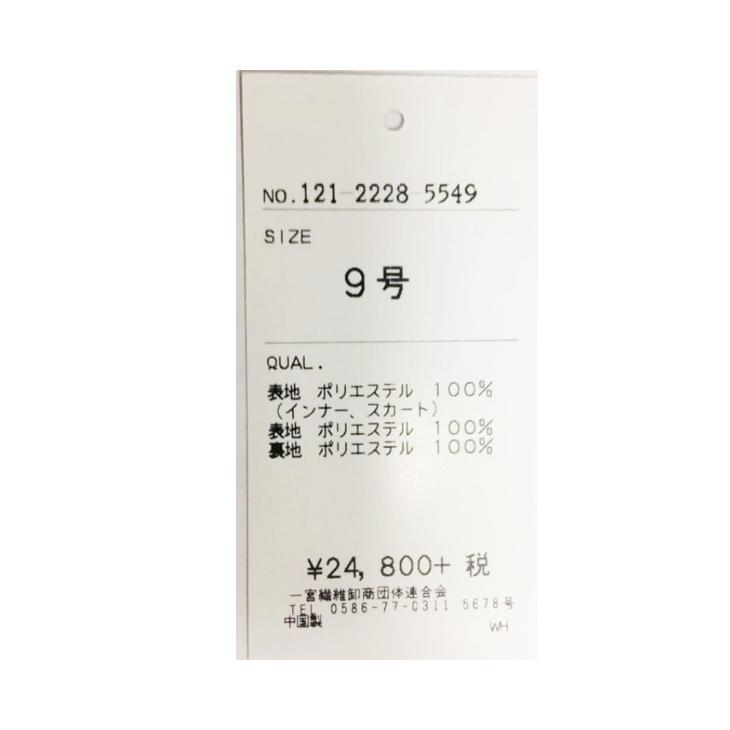 NO.121-2228-5549
SIZE
9号
QUAL.
表地 ポリエステル 100%
(インナー、スカート)
表地 ポリエステル 100%
裏地 ポリエステル 100%
¥24,800+ 税
一宮繊維卸商団体連合会
TEL 0586-77-0311 5678号
中国製
WH